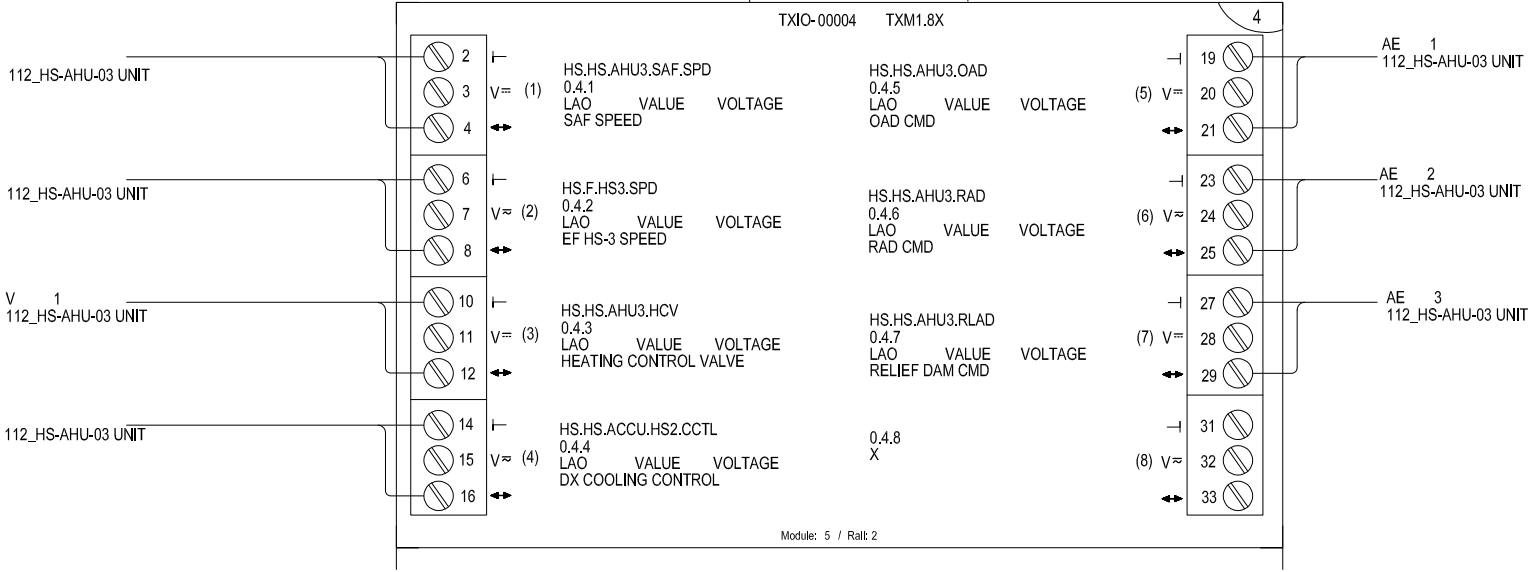 TXIO-00004 TXM1.8X 4
112_HS-AHU-03 UNIT
2
3 V⎓ (1)
4
HS.HS.AHU3.SAF.SPD
0.4.1
LAO VALUE VOLTAGE
SAF SPEED
HS.HS.AHU3.OAD
0.4.5
LAO VALUE VOLTAGE
OAD CMD
19
(5) V⎓ 20
21
AE 1
112_HS-AHU-03 UNIT
112_HS-AHU-03 UNIT
6
7 V≂ (2)
8
HS.F.HS3.SPD
0.4.2
LAO VALUE VOLTAGE
EF HS-3 SPEED
HS.HS.AHU3.RAD
0.4.6
LAO VALUE VOLTAGE
RAD CMD
23
(6) V≂ 24
25
AE 2
112_HS-AHU-03 UNIT
V 1
112_HS-AHU-03 UNIT
10
11 V⎓ (3)
12
HS.HS.AHU3.HCV
0.4.3
LAO VALUE VOLTAGE
HEATING CONTROL VALVE
HS.HS.AHU3.RLAD
0.4.7
LAO VALUE VOLTAGE
RELIEF DAM CMD
27
(7) V⎓ 28
29
AE 3
112_HS-AHU-03 UNIT
112_HS-AHU-03 UNIT
14
15 V≂ (4)
16
HS.HS.ACCU.HS2.CCTL
0.4.4
LAO VALUE VOLTAGE
DX COOLING CONTROL
0.4.8
X
31
(8) V≂ 32
33
Module: 5 / Rail: 2